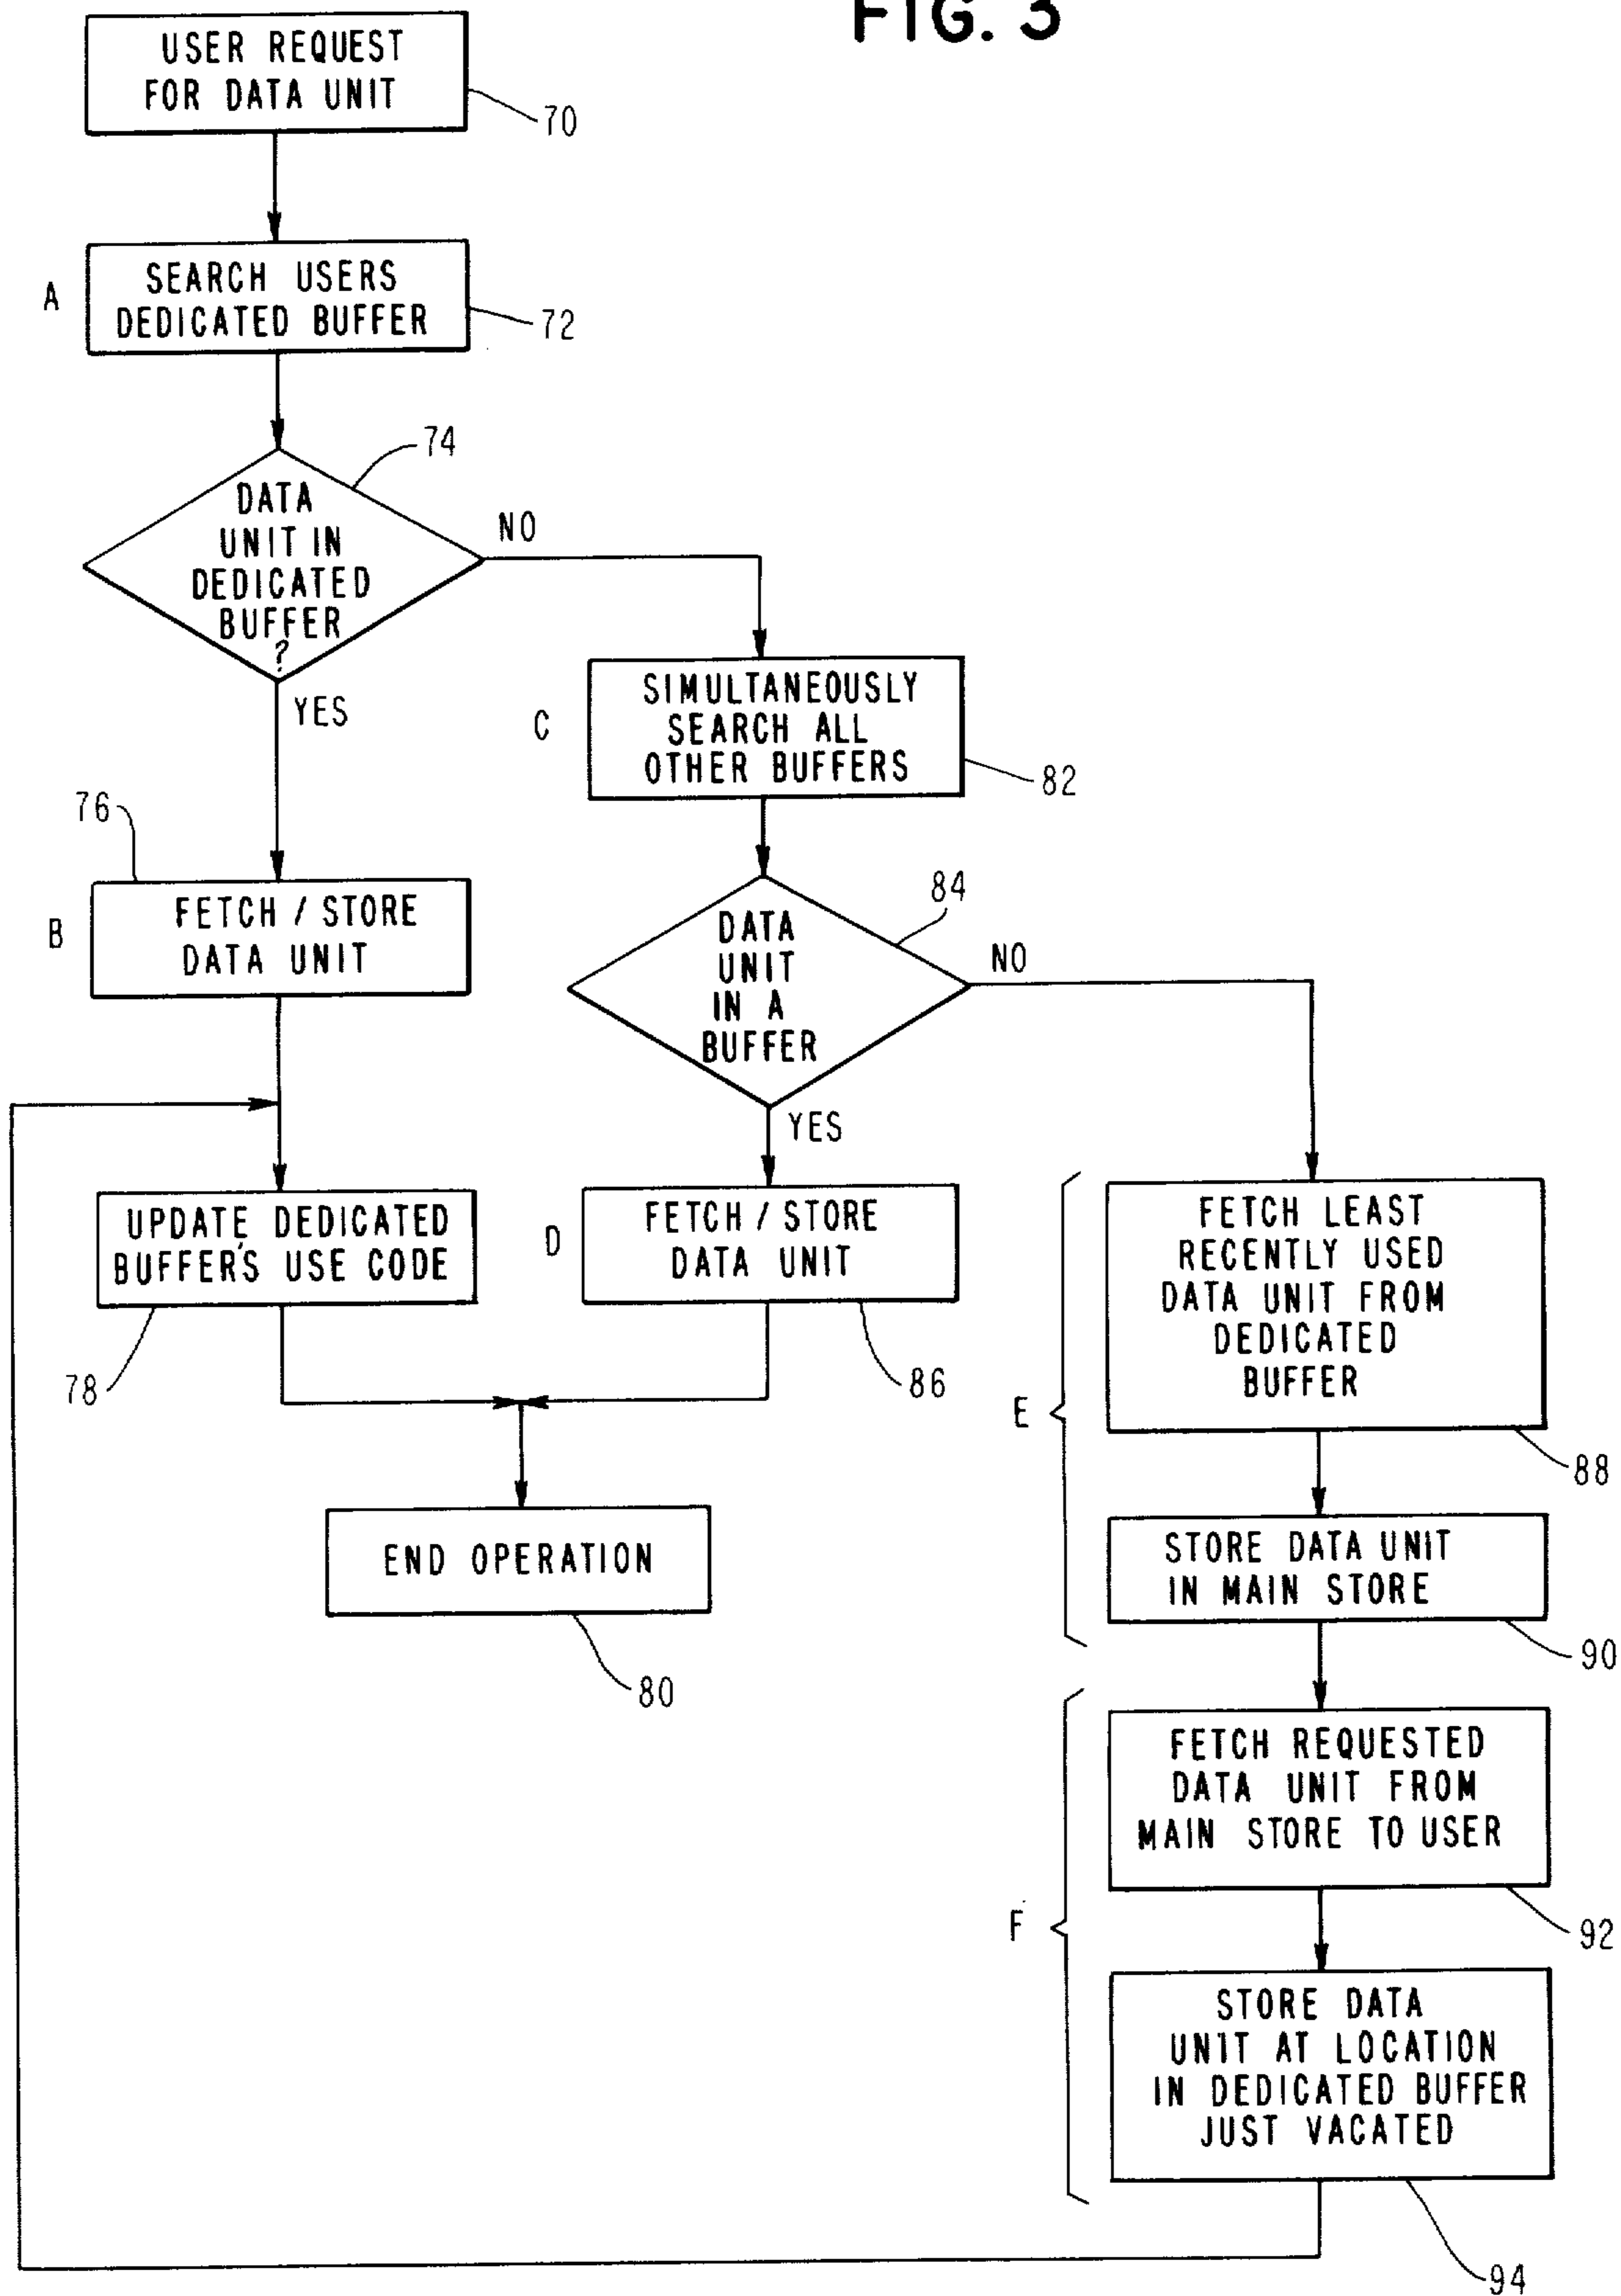 FIG. 3
USER REQUEST
FOR DATA UNIT
70
A
SEARCH USERS
DEDICATED BUFFER
72
74
DATA
UNIT IN
DEDICATED
BUFFER
?
NO
YES
C
SIMULTANEOUSLY
SEARCH ALL
OTHER BUFFERS
82
76
B
FETCH / STORE
DATA UNIT
84
DATA
UNIT
IN A
BUFFER
NO
YES
UPDATE DEDICATED
BUFFER'S USE CODE
78
D
FETCH / STORE
DATA UNIT
86
END OPERATION
80
E
FETCH LEAST
RECENTLY USED
DATA UNIT FROM
DEDICATED
BUFFER
88
STORE DATA UNIT
IN MAIN STORE
90
F
FETCH REQUESTED
DATA UNIT FROM
MAIN STORE TO USER
92
STORE DATA
UNIT AT LOCATION
IN DEDICATED BUFFER
JUST VACATED
94